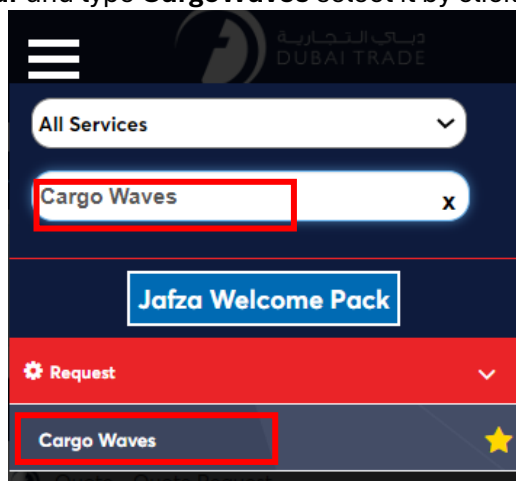 and type CargoWaves select it by clic
دبي التجارية
DUBAI TRADE
All Services
Cargo Waves
x
Jafza Welcome Pack
Request
Cargo Waves